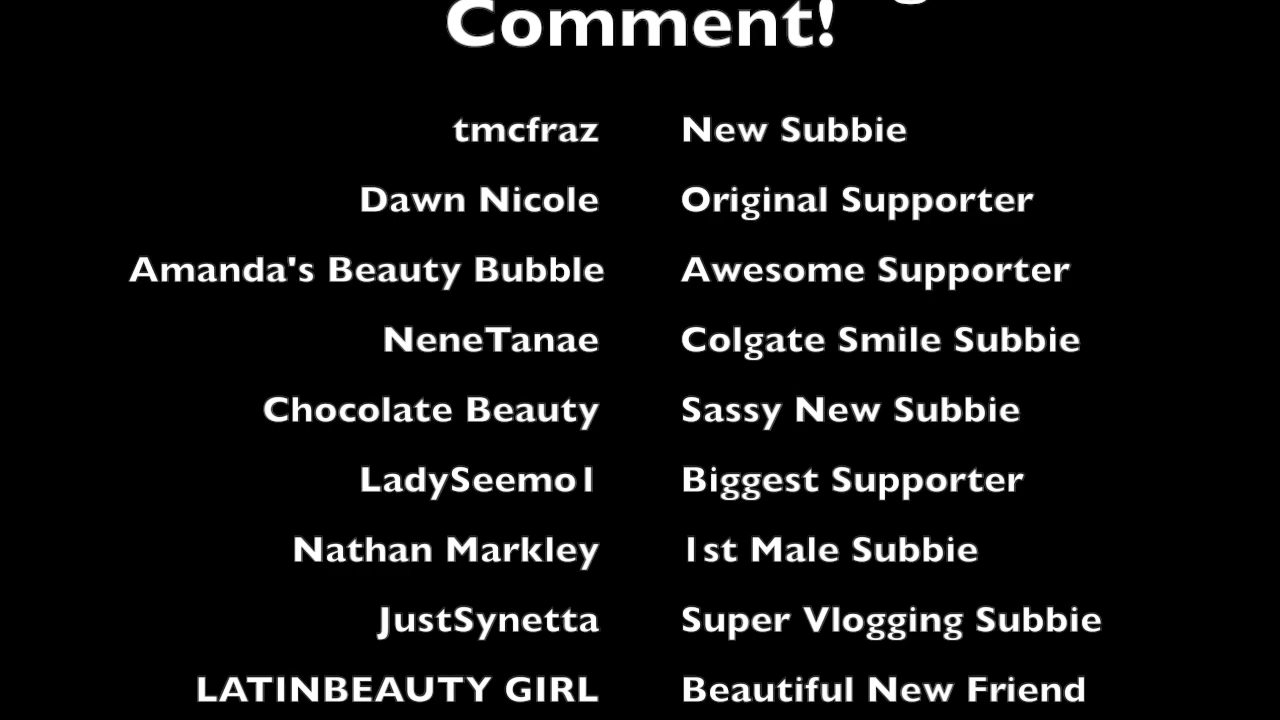 Comment!
tmcfraz New Subbie
Dawn Nicole Original Supporter
Amanda's Beauty Bubble Awesome Supporter
NeneTanae Colgate Smile Subbie
Chocolate Beauty Sassy New Subbie
LadySeemo1 Biggest Supporter
Nathan Markley 1st Male Subbie
JustSynetta Super Vlogging Subbie
LATINBEAUTY GIRL Beautiful New Friend